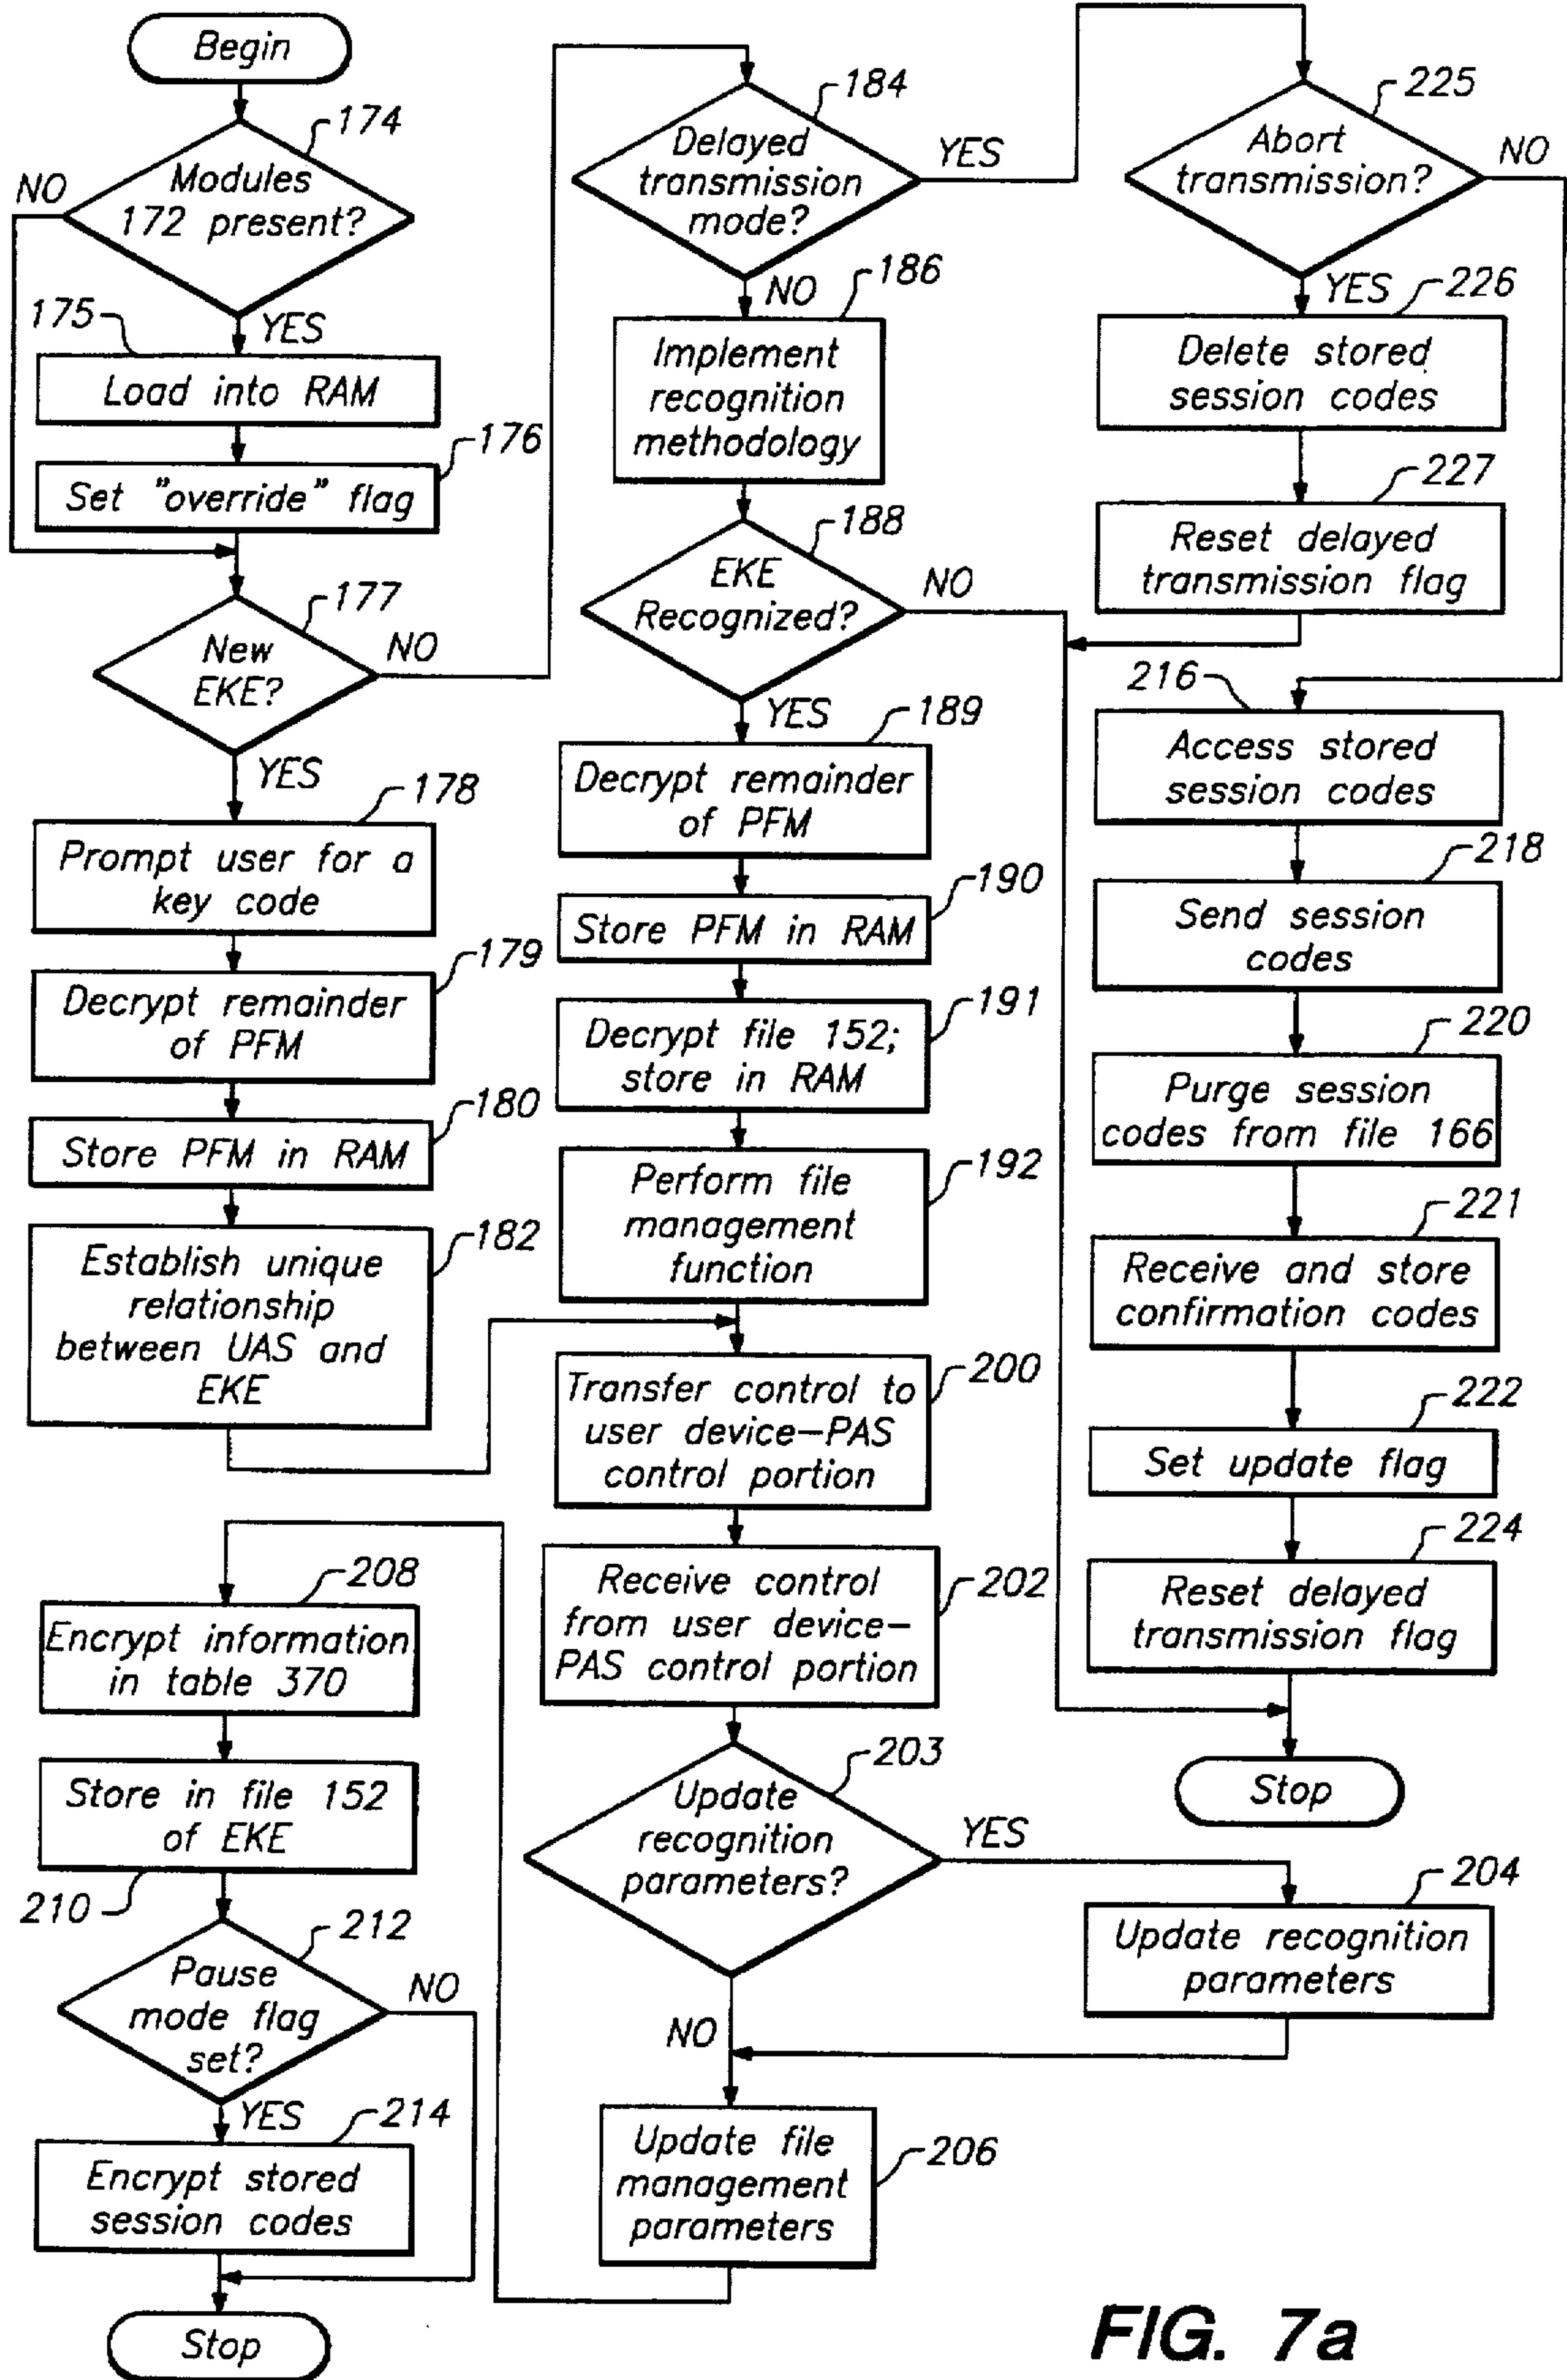 Begin
174
Modules
172 present?
NO
YES
175
Load into RAM
176
Set "override" flag
177
New
EKE?
NO
YES
178
Prompt user for a
key code
179
Decrypt remainder
of PFM
180
Store PFM in RAM
182
Establish unique
relationship
between UAS and
EKE
208
Encrypt information
in table 370
Store in file 152
of EKE
210
212
Pause
mode flag
set?
NO
YES
214
Encrypt stored
session codes
Stop
184
Delayed
transmission
mode?
YES
NO
186
Implement
recognition
methodology
188
EKE
Recognized?
NO
YES
189
Decrypt remainder
of PFM
190
Store PFM in RAM
191
Decrypt file 152;
store in RAM
192
Perform file
management
function
200
Transfer control to
user device-PAS
control portion
202
Receive control
from user device-
PAS control portion
203
Update
recognition
parameters?
YES
NO
204
Update recognition
parameters
206
Update file
management
parameters
225
Abort
transmission?
NO
YES
226
Delete stored
session codes
227
Reset delayed
transmission flag
216
Access stored
session codes
218
Send session
codes
220
Purge session
codes from file 166
221
Receive and store
confirmation codes
222
Set update flag
224
Reset delayed
transmission flag
Stop
FIG. 7a